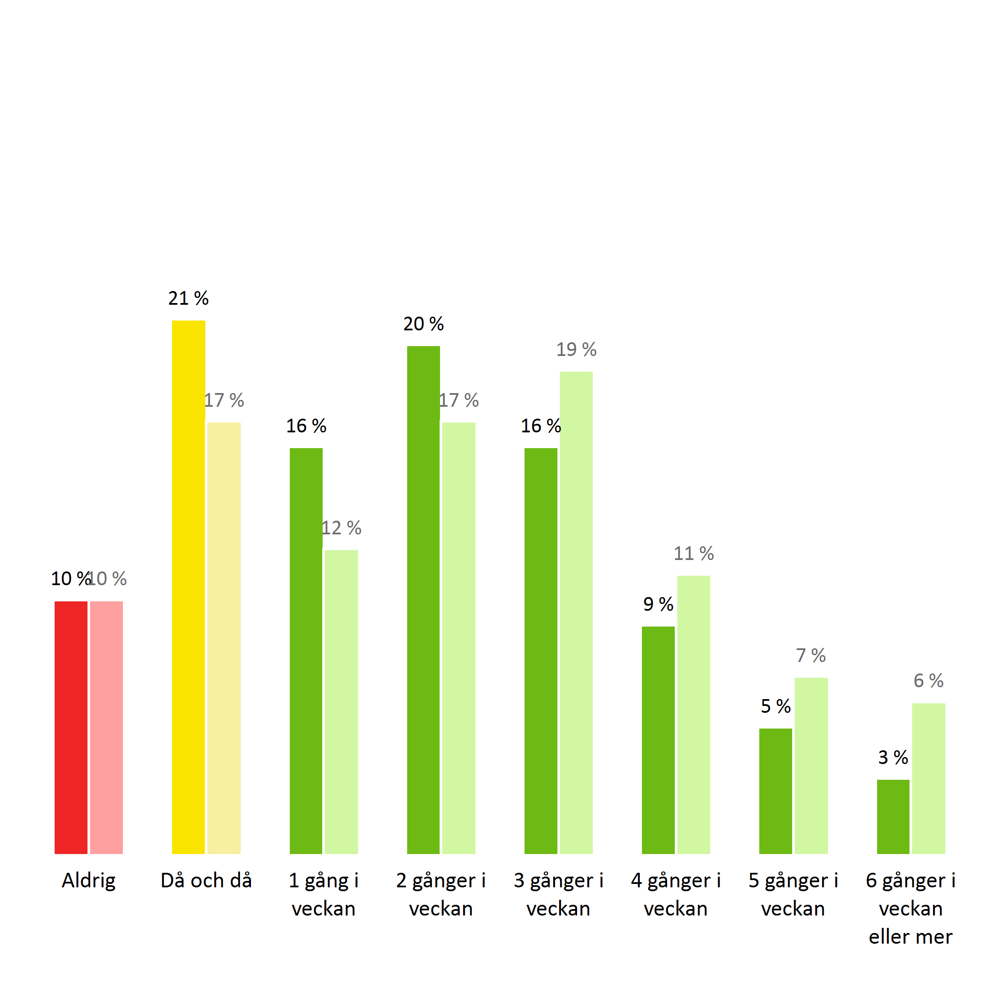 21 %
20 %
19 %
17 %
17 %
16 %
16 %
12 %
11 %
10 %
10 %
9 %
7 %
6 %
5 %
3 %
Aldrig
Då och då
1 gång i
veckan
2 gånger i
veckan
3 gånger i
veckan
4 gånger i
veckan
5 gånger i
veckan
6 gånger i
veckan
eller mer